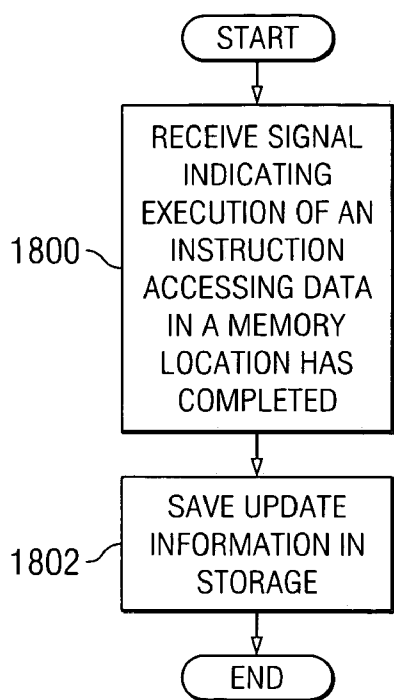 START
RECEIVE SIGNAL
INDICATING
EXECUTION OF AN
INSTRUCTION
ACCESSING DATA
IN A MEMORY
LOCATION HAS
COMPLETED
1800
SAVE UPDATE
INFORMATION IN
STORAGE
1802
END